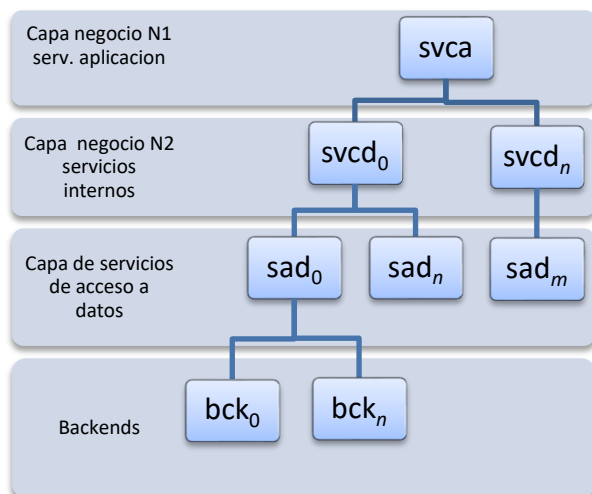 Capa negocio N1
serv. aplicacion
svca
Capa negocio N2
servicios
internos
svcd0
svcdn
Capa de servicios
de acceso a
datos
sad0
sadn
sadm
Backends
bck0
bckn